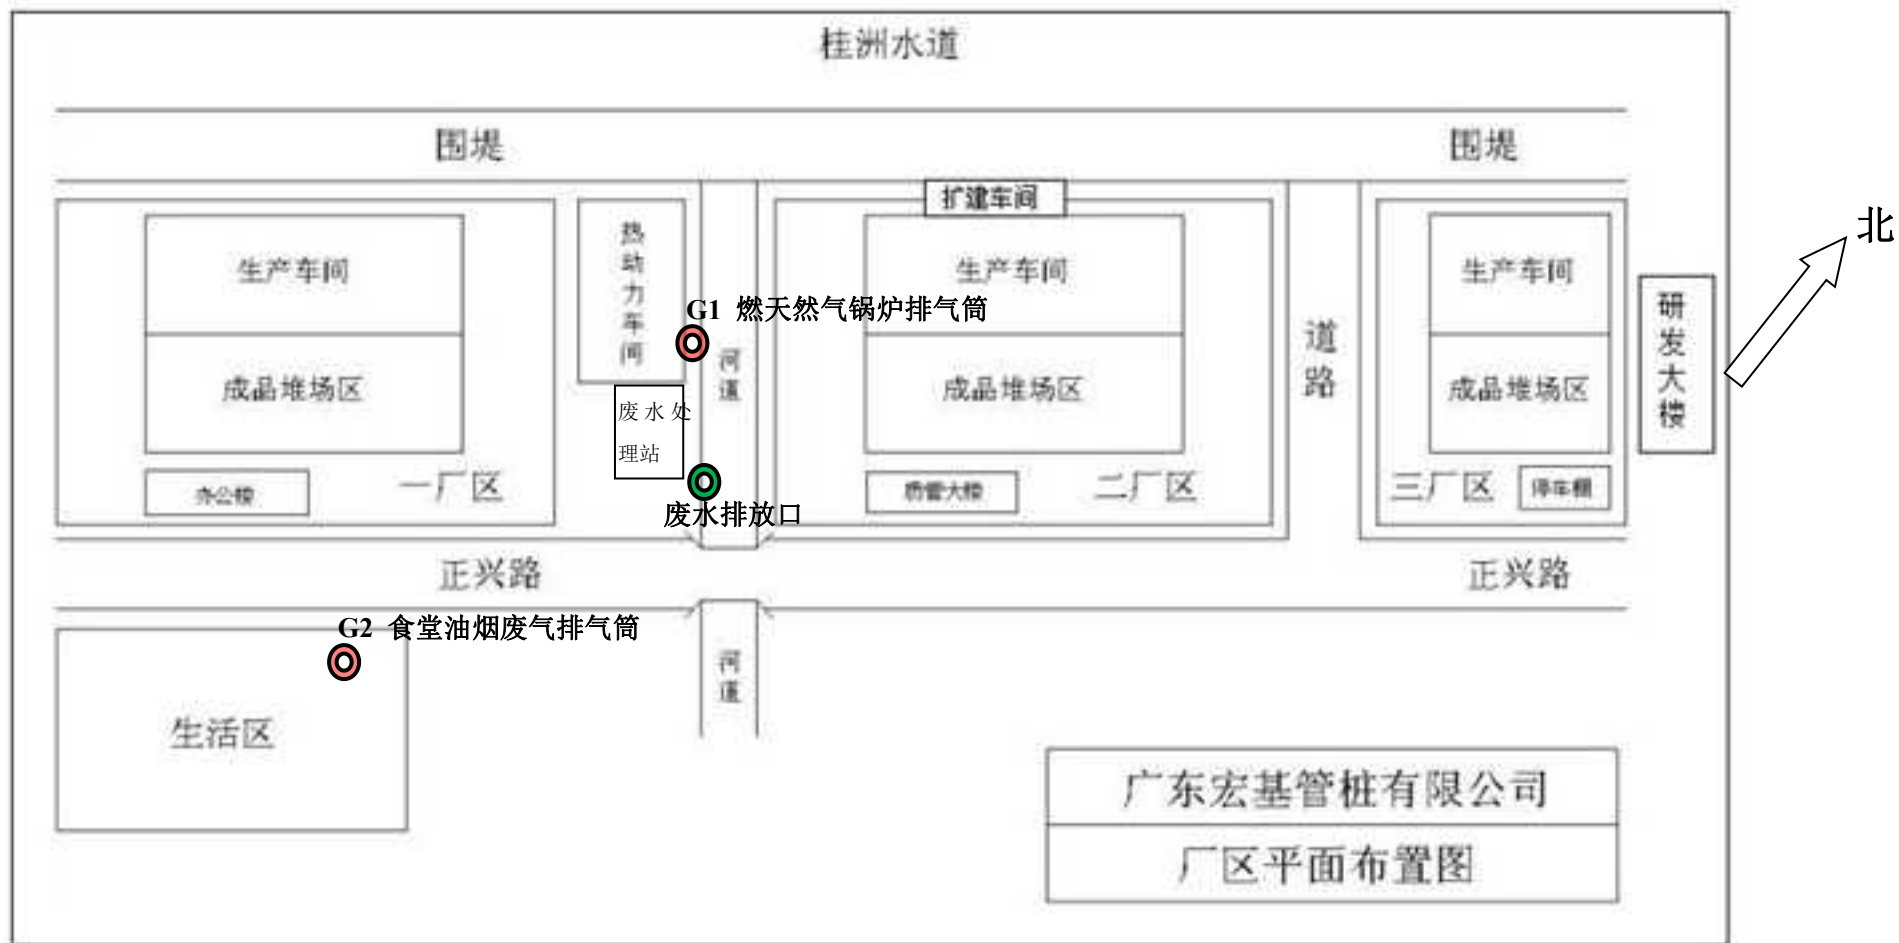 桂洲水道
围堤
围堤
扩建车间
北
热动力车间
生产车间
生产车间
生产车间
G1 燃天然气锅炉排气筒
研发大楼
道路
河道
成品堆场区
成品堆场区
成品堆场区
废水处
理站
办公楼
一厂区
质管大楼
二厂区
三厂区
停车棚
废水排放口
正兴路
正兴路
G2 食堂油烟废气排气筒
河道
生活区
广东宏基管桩有限公司
厂区平面布置图